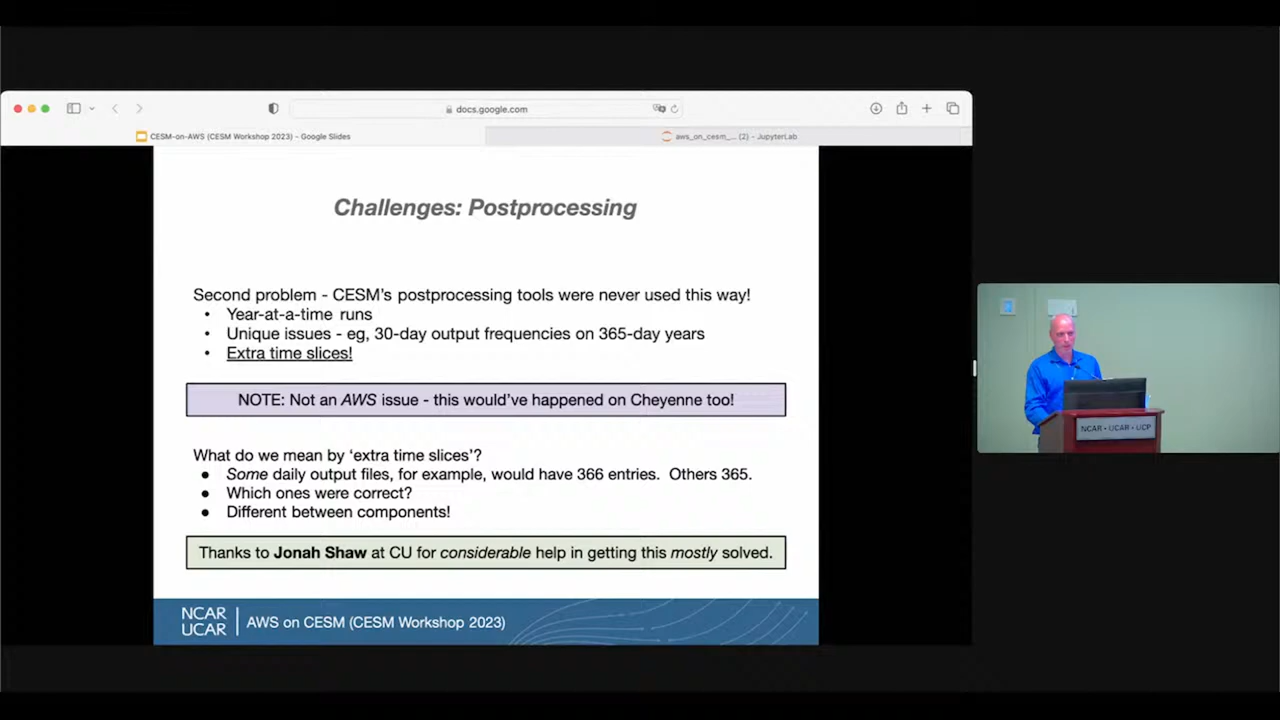 docs.google.com
CESM-on-AWS (CESM Workshop 2023) - Google Slides
aws_on_cesm_... (2) - JupyterLab
Challenges: Postprocessing
Second problem - CESM's postprocessing tools were never used this way!
• Year-at-a-time runs
• Unique issues - eg, 30-day output frequencies on 365-day years
• Extra time slices!
NOTE: Not an AWS issue - this would've happened on Cheyenne too!
What do we mean by 'extra time slices'?
● Some daily output files, for example, would have 366 entries. Others 365.
● Which ones were correct?
● Different between components!
Thanks to Jonah Shaw at CU for considerable help in getting this mostly solved.
NCAR
UCAR
AWS on CESM (CESM Workshop 2023)
NCAR • UCAR • UCP